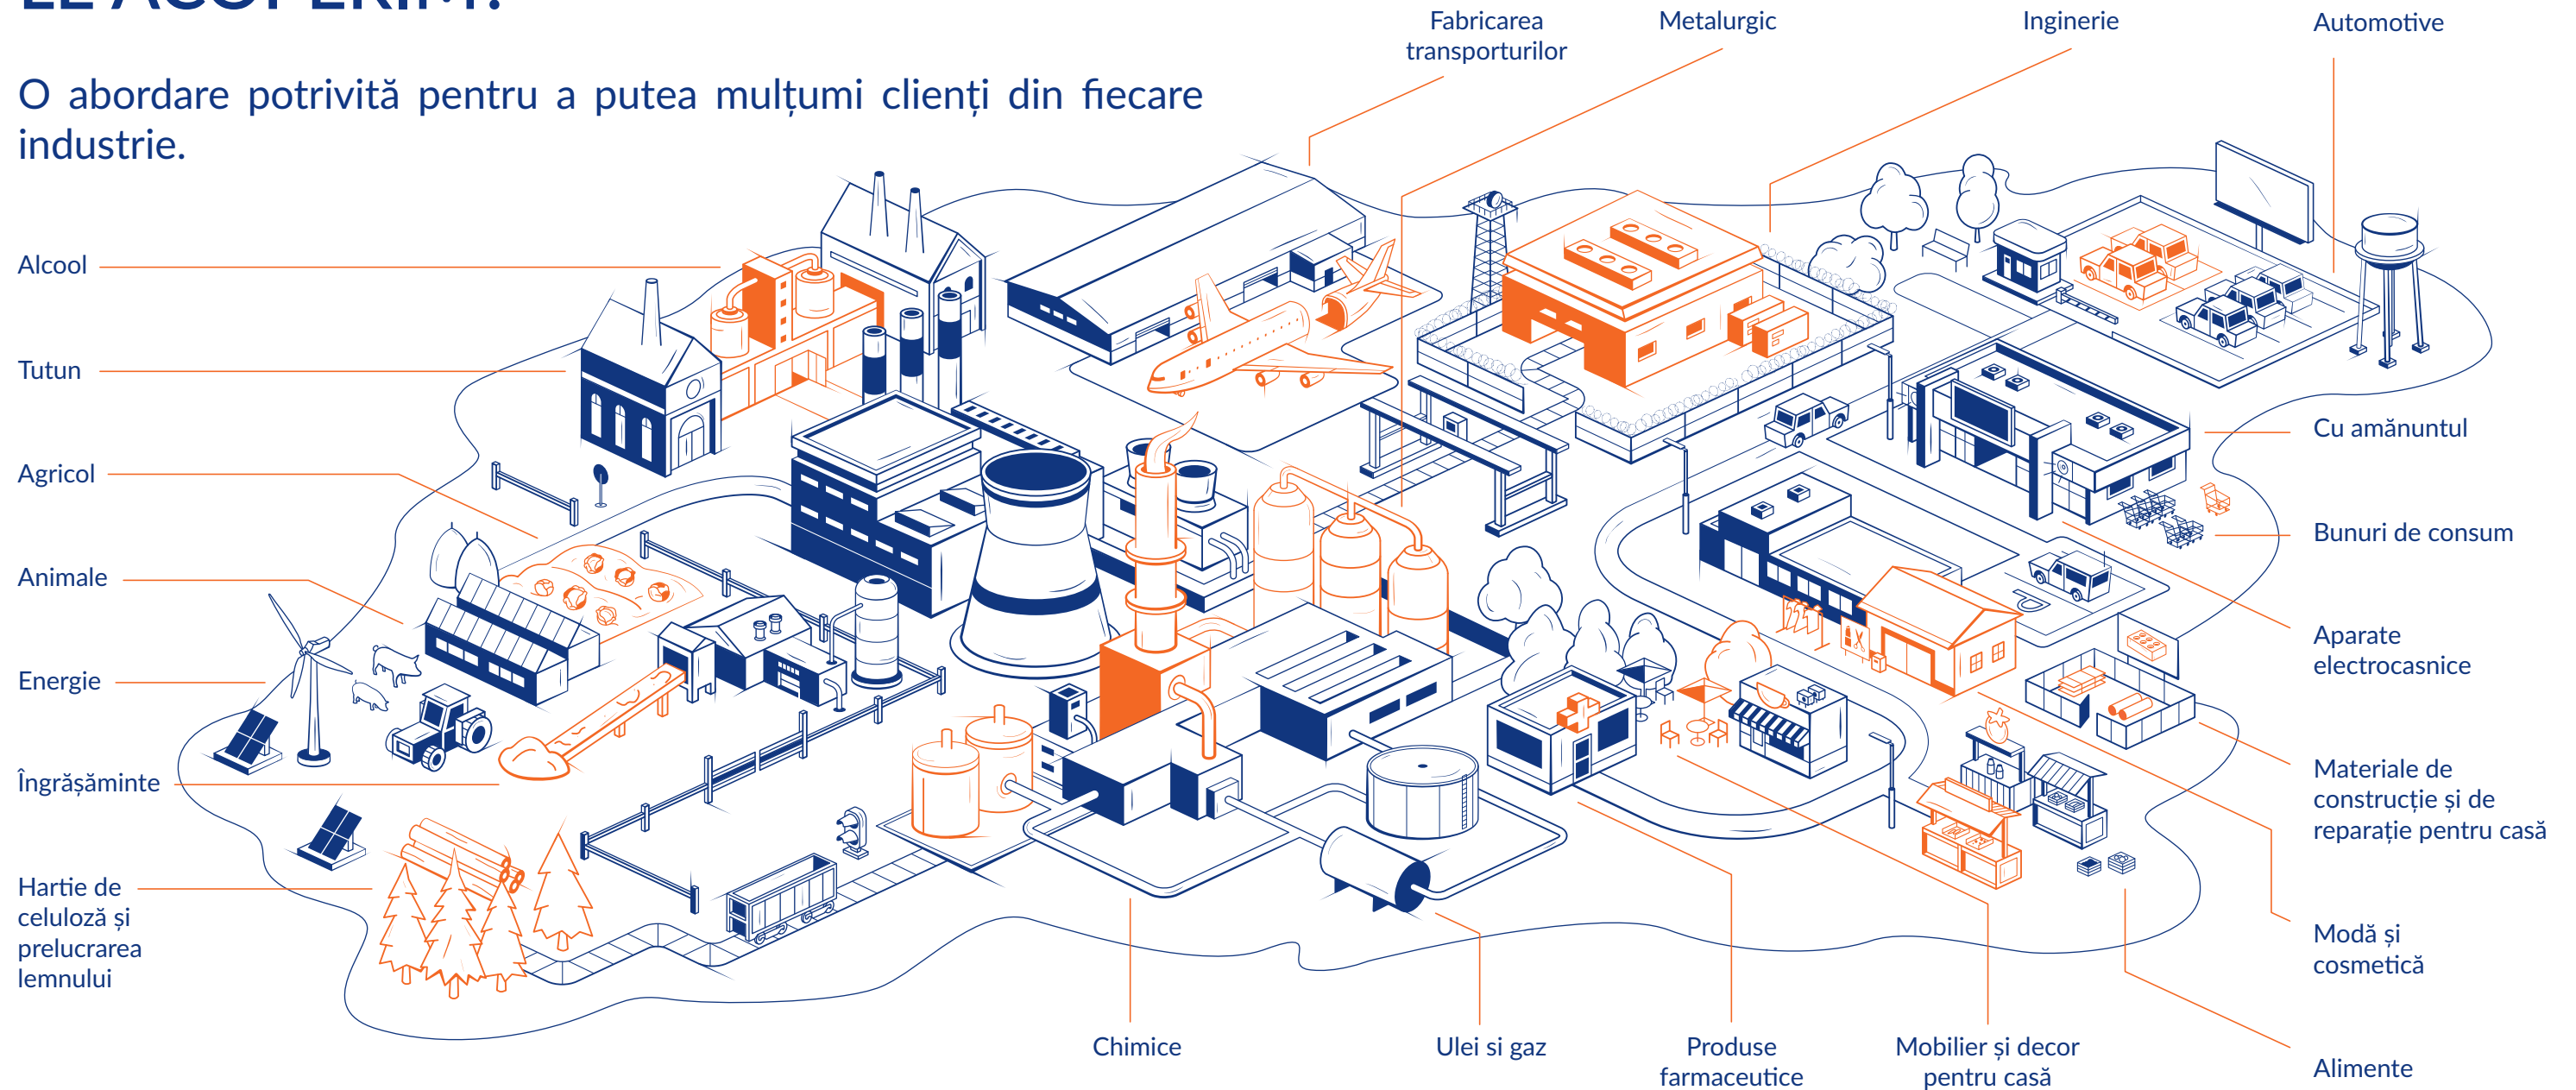 LE ACOPERIM?
O abordare potrivită pentru a putea mulțumi clienți din fiecare
industrie.
Fabricarea
transporturilor
Metalurgic
Inginerie
Automotive
Alcool
Tutun
Agricol
Animale
Energie
Îngrășăminte
Hartie de
celuloză și
prelucrarea
lemnului
Cu amănuntul
Bunuri de consum
Aparate
electrocasnice
Materiale de
construcție și de
reparație pentru casă
Modă și
cosmetică
Alimente
Chimice
Ulei si gaz
Produse
farmaceutice
Mobilier și decor
pentru casă